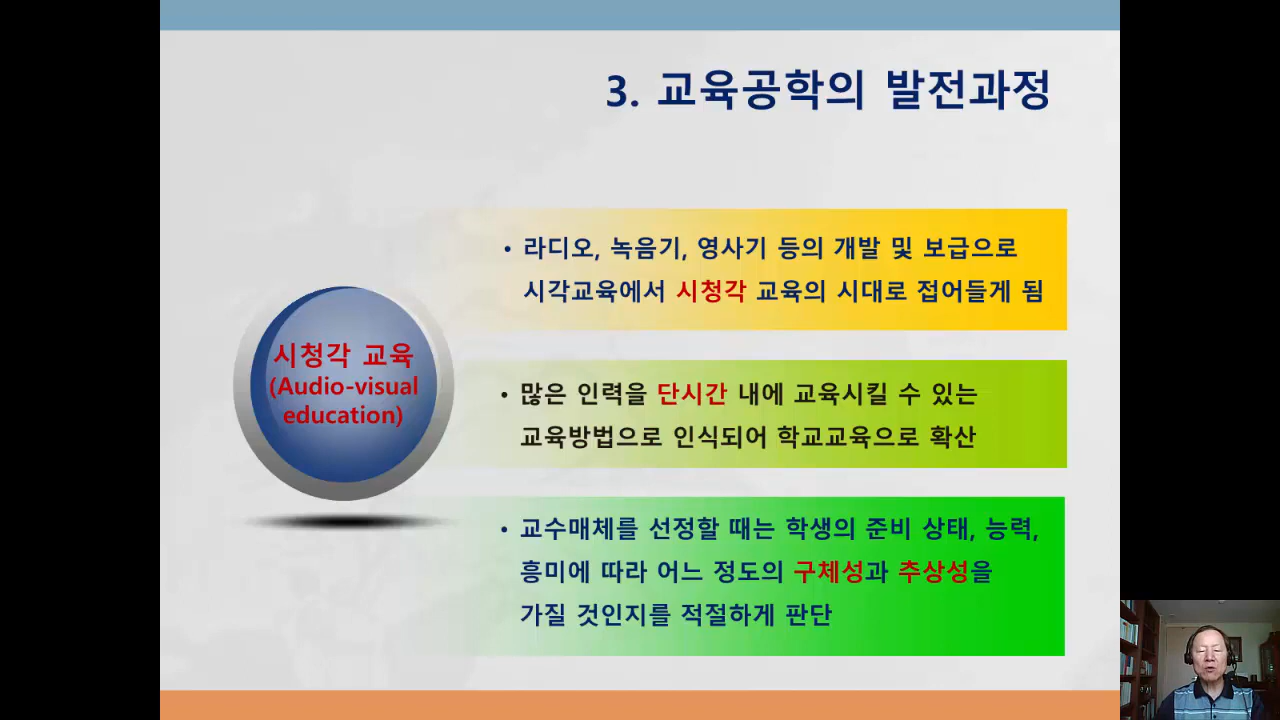 3. 교육공학의 발전과정
시청각 교육
(Audio-visual
education)
• 라디오, 녹음기, 영사기 등의 개발 및 보급으로
시각교육에서 시청각 교육의 시대로 접어들게 됨
• 많은 인력을 단시간 내에 교육시킬 수 있는
교육방법으로 인식되어 학교교육으로 확산
• 교수매체를 선정할 때는 학생의 준비 상태, 능력,
흥미에 따라 어느 정도의 구체성과 추상성을
가질 것인지를 적절하게 판단